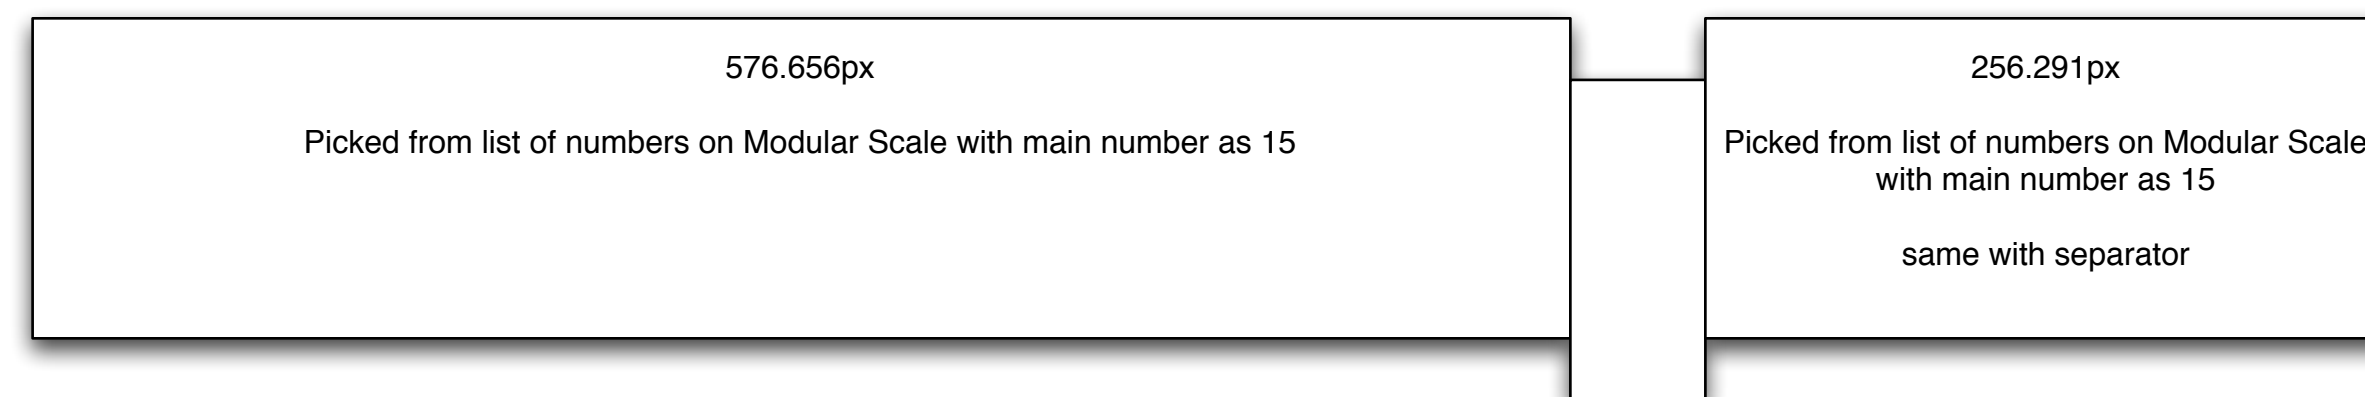 576.656px
Picked from list of numbers on Modular Scale with main number as 15
256.291px
Picked from list of numbers on Modular Scale
with main number as 15
same with separator